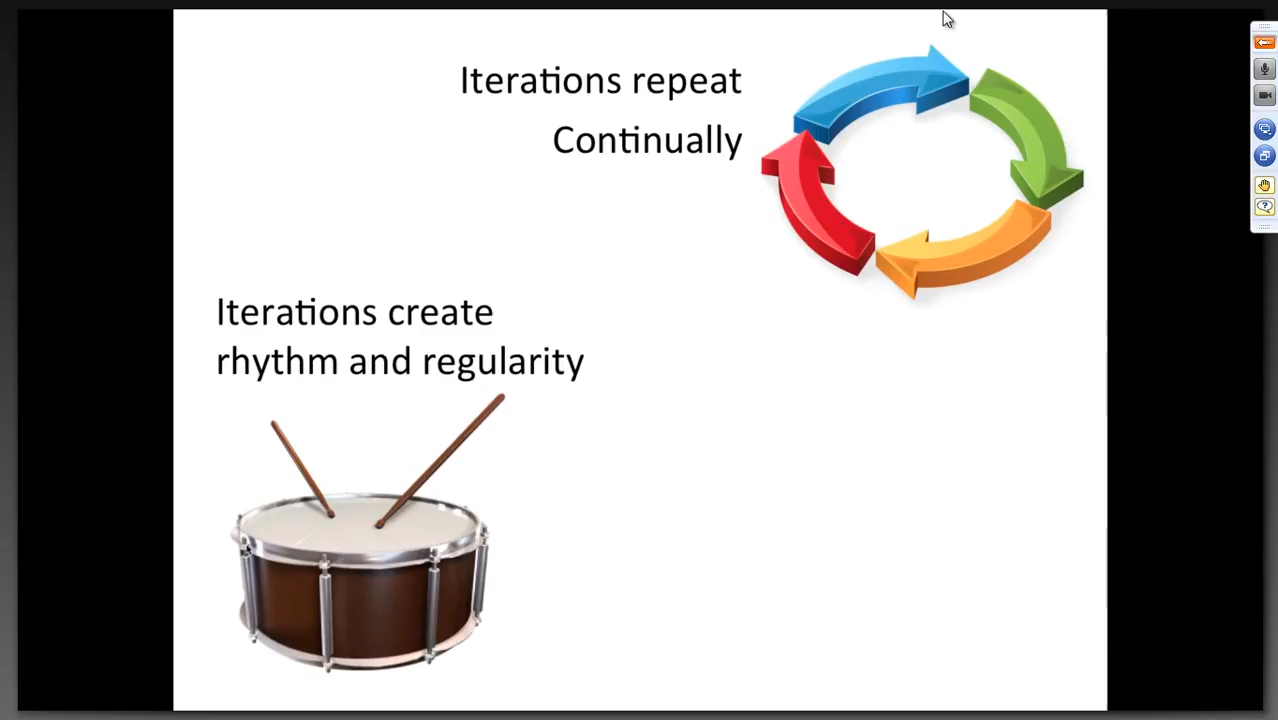 Iterations repeat
Continually
Iterations create
rhythm and regularity